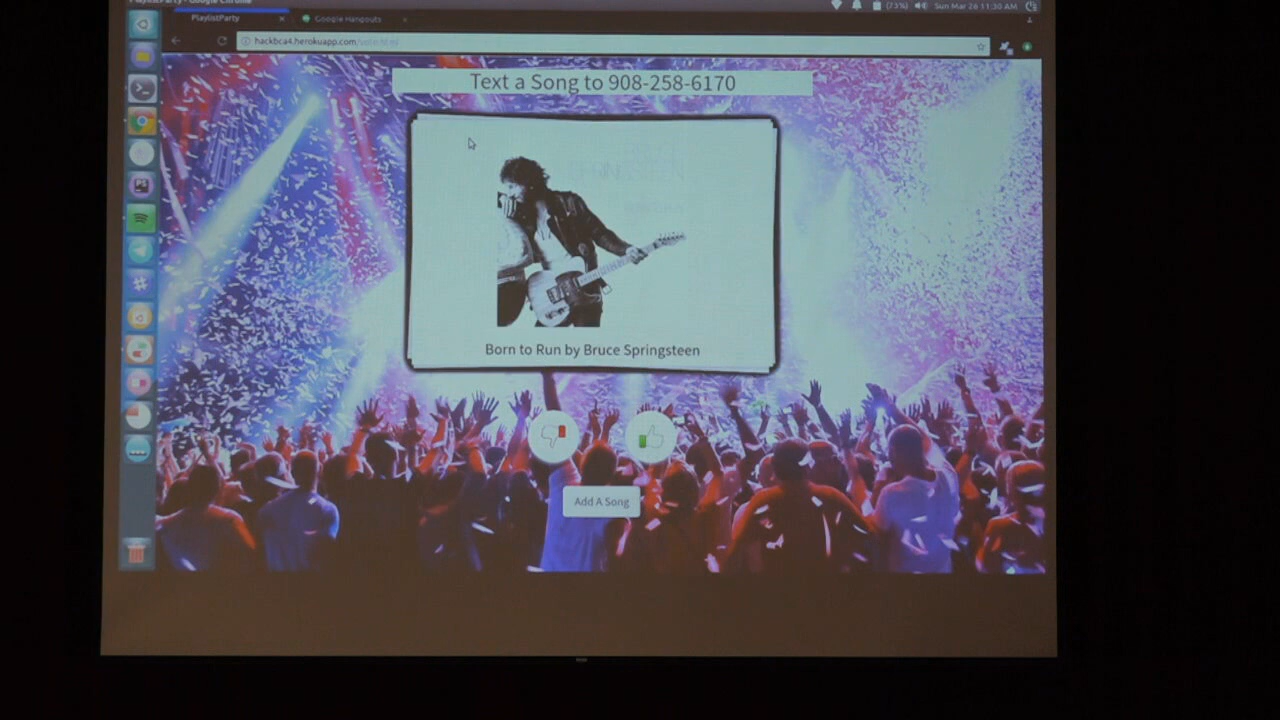 PlaylistParty - Google Chrome
(73%) Sun Mar 26 11:30 AM
PlaylistParty
Google Hangouts
hackbca4.herokuapp.com
Text a Song to 908-258-6170
Born to Run by Bruce Springsteen
Add A Song